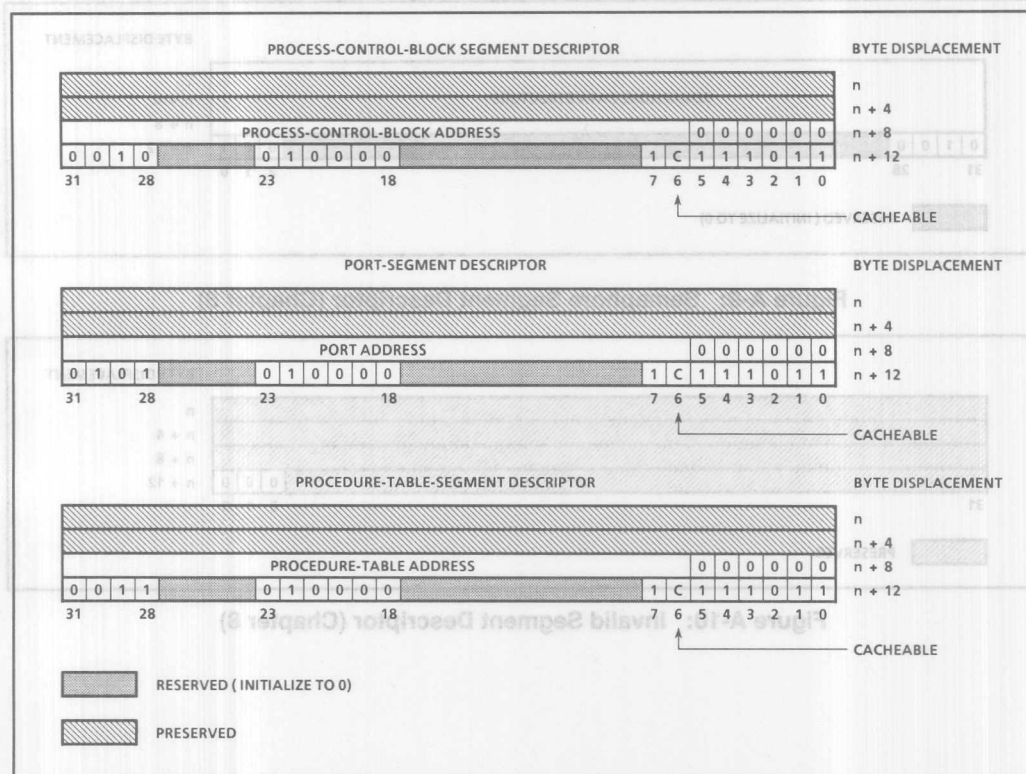 PROCESS-CONTROL-BLOCK SEGMENT DESCRIPTOR BYTE DISPLACEMENT
n
n + 4
PROCESS-CONTROL-BLOCK ADDRESS 0 0 0 0 0 0 n + 8
0 0 1 0 0 1 0 0 0 0 1 C 1 1 1 0 1 1 n + 12
31 28 23 18 7 6 5 4 3 2 1 0
CACHEABLE
PORT-SEGMENT DESCRIPTOR BYTE DISPLACEMENT
n
n + 4
PORT ADDRESS 0 0 0 0 0 0 n + 8
0 1 0 1 0 1 0 0 0 0 1 C 1 1 1 0 1 1 n + 12
31 28 23 18 7 6 5 4 3 2 1 0
CACHEABLE
PROCEDURE-TABLE-SEGMENT DESCRIPTOR BYTE DISPLACEMENT
n
n + 4
PROCEDURE-TABLE ADDRESS 0 0 0 0 0 0 n + 8
0 0 1 1 0 1 0 0 0 0 1 C 1 1 1 0 1 1 n + 12
31 28 23 18 7 6 5 4 3 2 1 0
CACHEABLE
Figure A-10: Invalid Segment Descriptor (Chapter 8)
RESERVED ( INITIALIZE TO 0)
PRESERVED